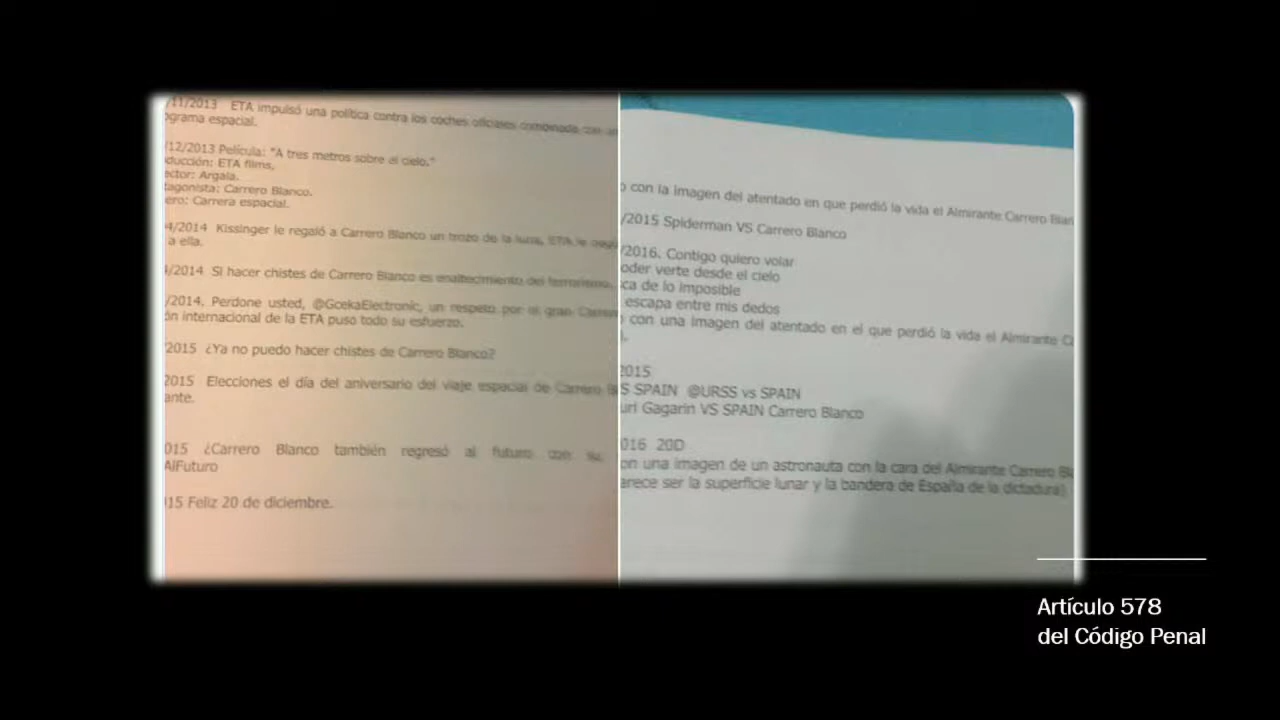 /11/2013 ETA impulsó una política contra los coches oficiales combinada con un
ograma espacial.
/12/2013 Película: "A tres metros sobre el cielo."
ducción: ETA films,
ector: Argala.
tagonista: Carrero Blanco.
ero: Carrera espacial.
4/2014 Kissinger le regaló a Carrero Blanco un trozo de la luna, ETA le
a ella.
/2014 Si hacer chistes de Carrero Blanco es enaltecimiento del terrorismo.
/2014. Perdone usted, @GcekaElectronic, un respeto por el gran Carrero
ón internacional de la ETA puso todo su esfuerzo.
/2015 ¿Ya no puedo hacer chistes de Carrero Blanco?
2015 Elecciones el día del aniversario del viaje espacial de Carrero
ante.
015 ¿Carrero Blanco también regresó al futuro con su
AlFuturo
15 Feliz 20 de diciembre.
con la imagen del atentado en que perdió la vida el Almirante Carrero Blan
/2015 Spiderman VS Carrero Blanco
/2016. Contigo quiero volar
oder verte desde el cielo
ca de lo imposible
escapa entre mis dedos
con una imagen del atentado en el que perdió la vida el Almirante C
2015
S SPAIN @URSS vs SPAIN
uri Gagarin VS SPAIN Carrero Blanco
016 20D
on una imagen de un astronauta con la cara del Almirante Carrero Bl
arece ser la superficie lunar y la bandera de España de la dictadura)
Artículo 578
del Código Penal